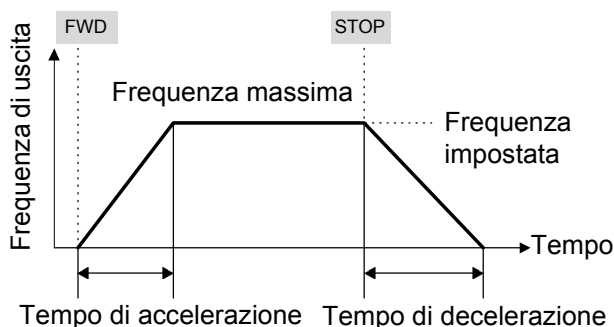 FWD
STOP
Frequenza di uscita
Frequenza massima
Frequenza
impostata
Tempo
Tempo di accelerazione
Tempo di decelerazione